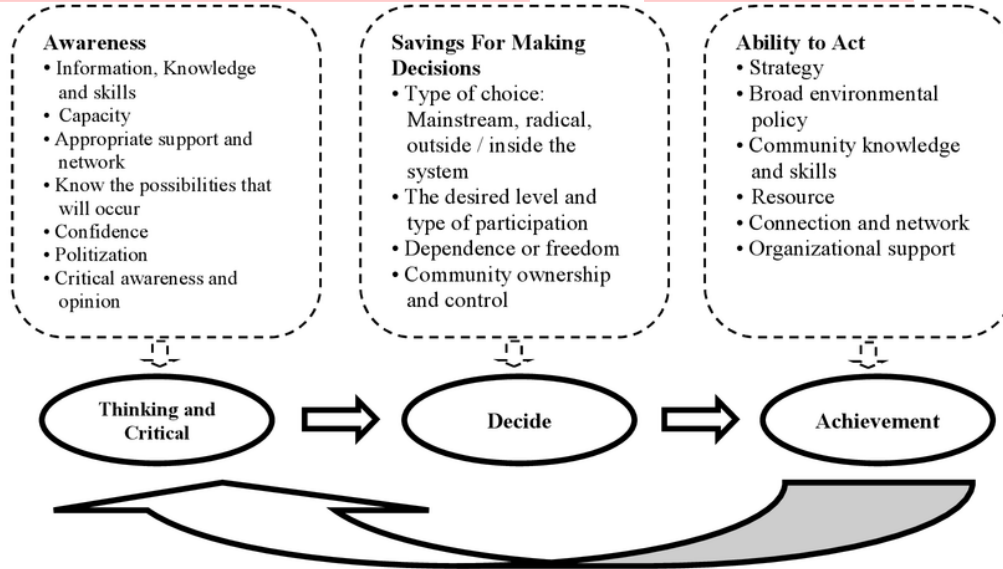 Awareness
• Information, Knowledge
and skills
• Capacity
• Appropriate support and
network
• Know the possibilities that
will occur
• Confidence
• Politization
• Critical awareness and
opinion
Savings For Making
Decisions
• Type of choice:
Mainstream, radical,
outside / inside the
system
• The desired level and
type of participation
• Dependence or freedom
• Community ownership
and control
Ability to Act
• Strategy
• Broad environmental
policy
• Community knowledge
and skills
• Resource
• Connection and network
• Organizational support
Thinking and
Critical
Decide
Achievement